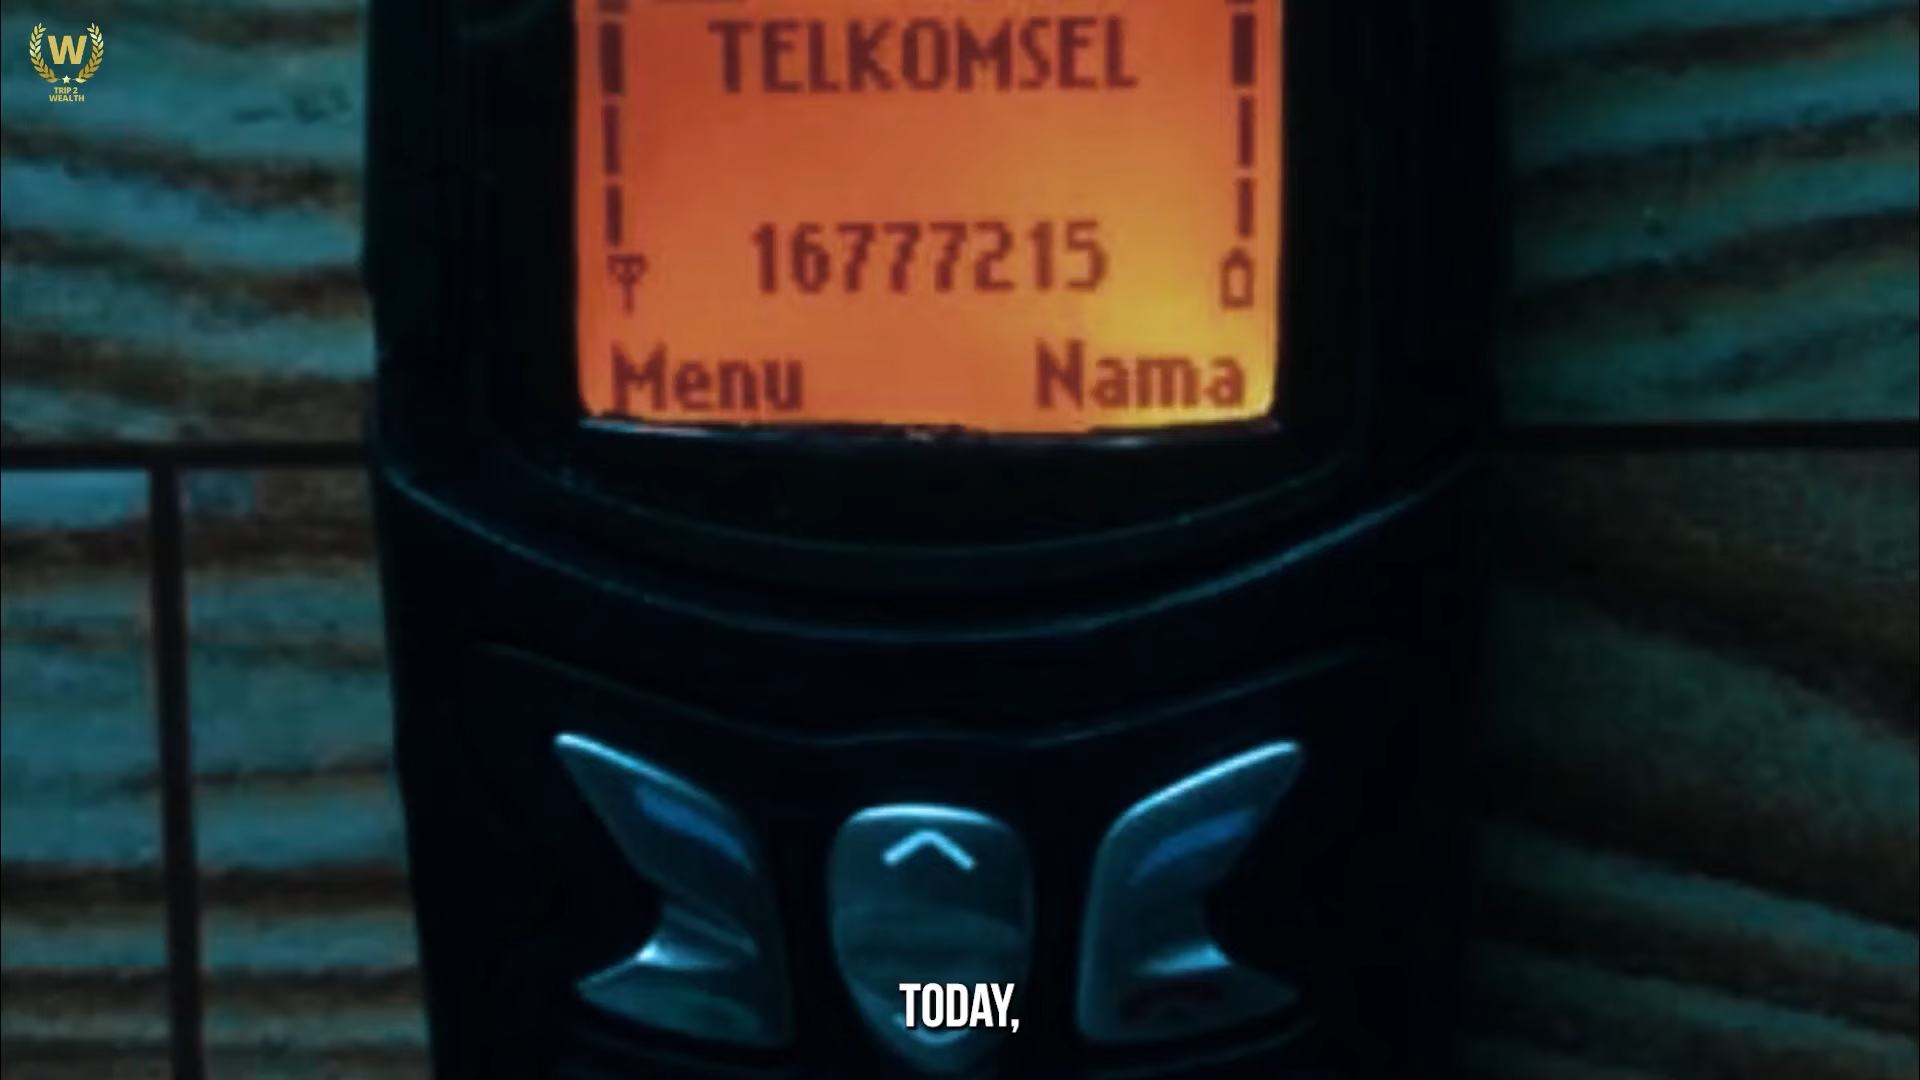 W
TRIP 2
WEALTH
TELKOMSEL
16777215
Menu Nama
TODAY,